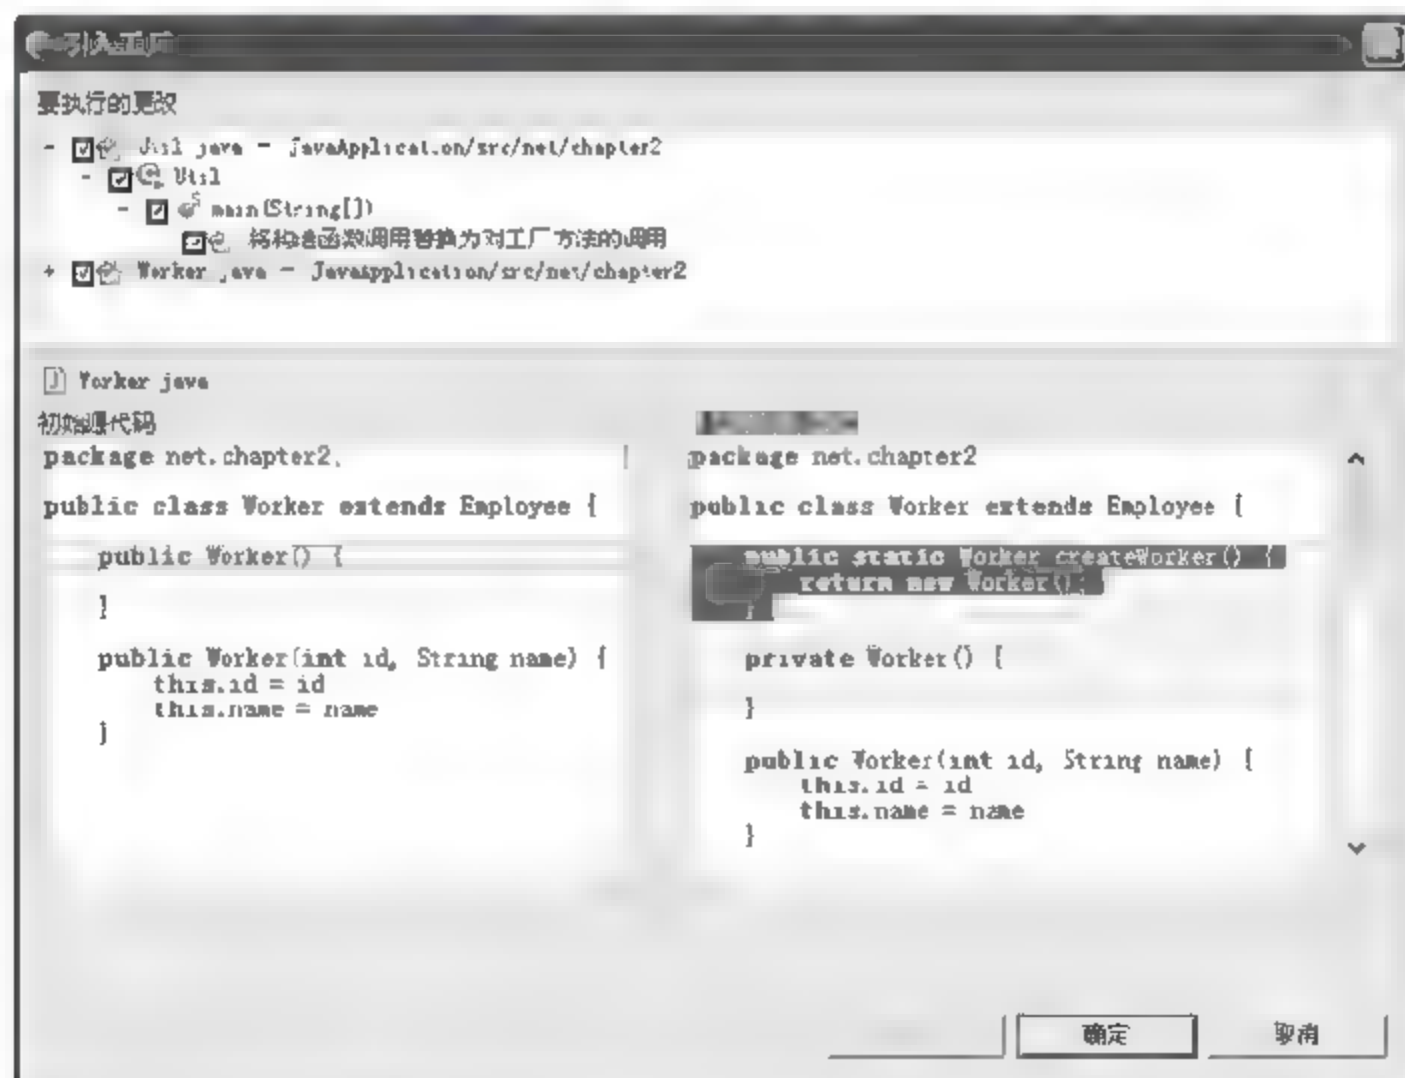 引入工厂
要执行的更改
- Util java - JavaApplication/src/net/chapter2
- Util
- main(String[])
将构造函数调用替换为对工厂方法的调用
+ Worker java - JavaApplication/src/net/chapter2
Worker java
初始源代码
package net.chapter2.
public class Worker extends Employee {
public Worker() {
}
public Worker(int id, String name) {
this.id = id
this.name = name
}
package net.chapter2
public class Worker extends Employee {
public static Worker createWorker() {
return new Worker();
}
private Worker() {
}
public Worker(int id, String name) {
this.id = id
this.name = name
}
确定
取消